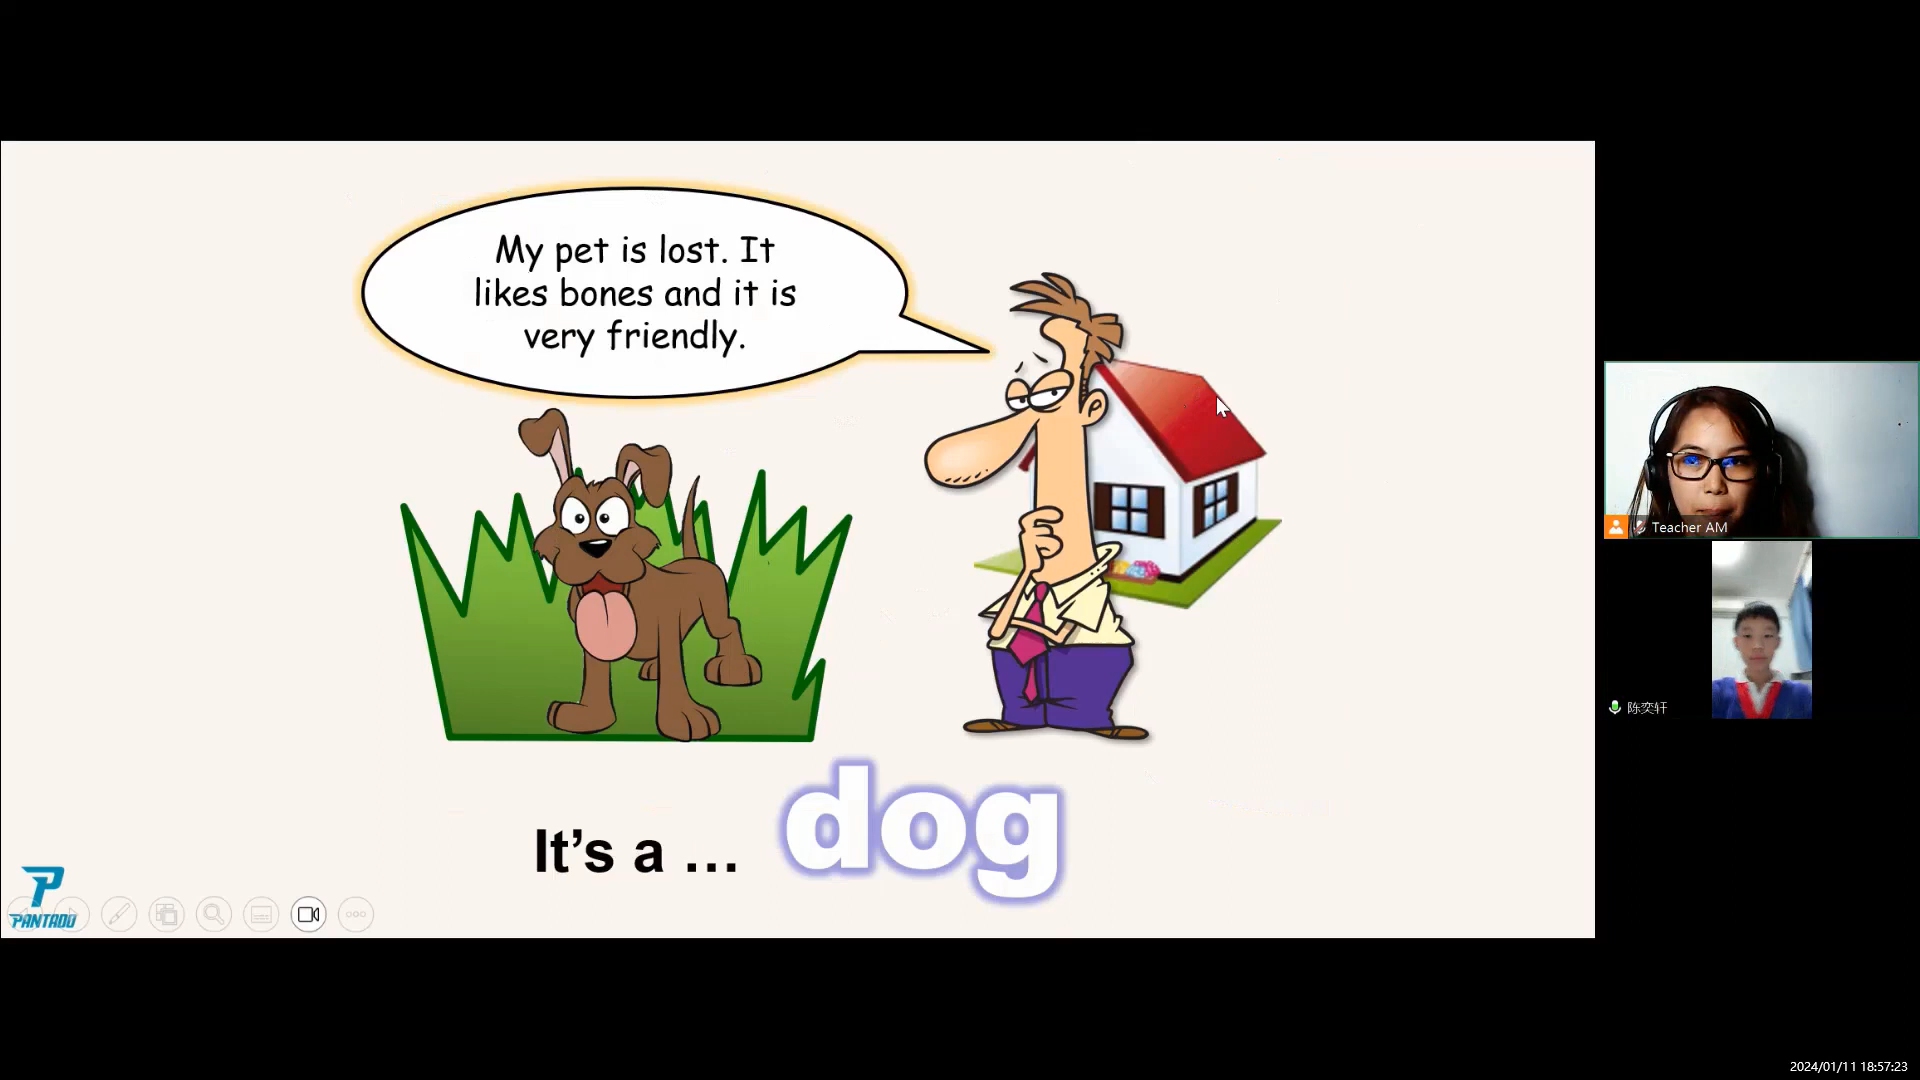 My pet is lost. It
likes bones and it is
very friendly.
It's a ... dog
P
PANTADO
Teacher AM
陈奕轩
2024/01/11 18:57:23